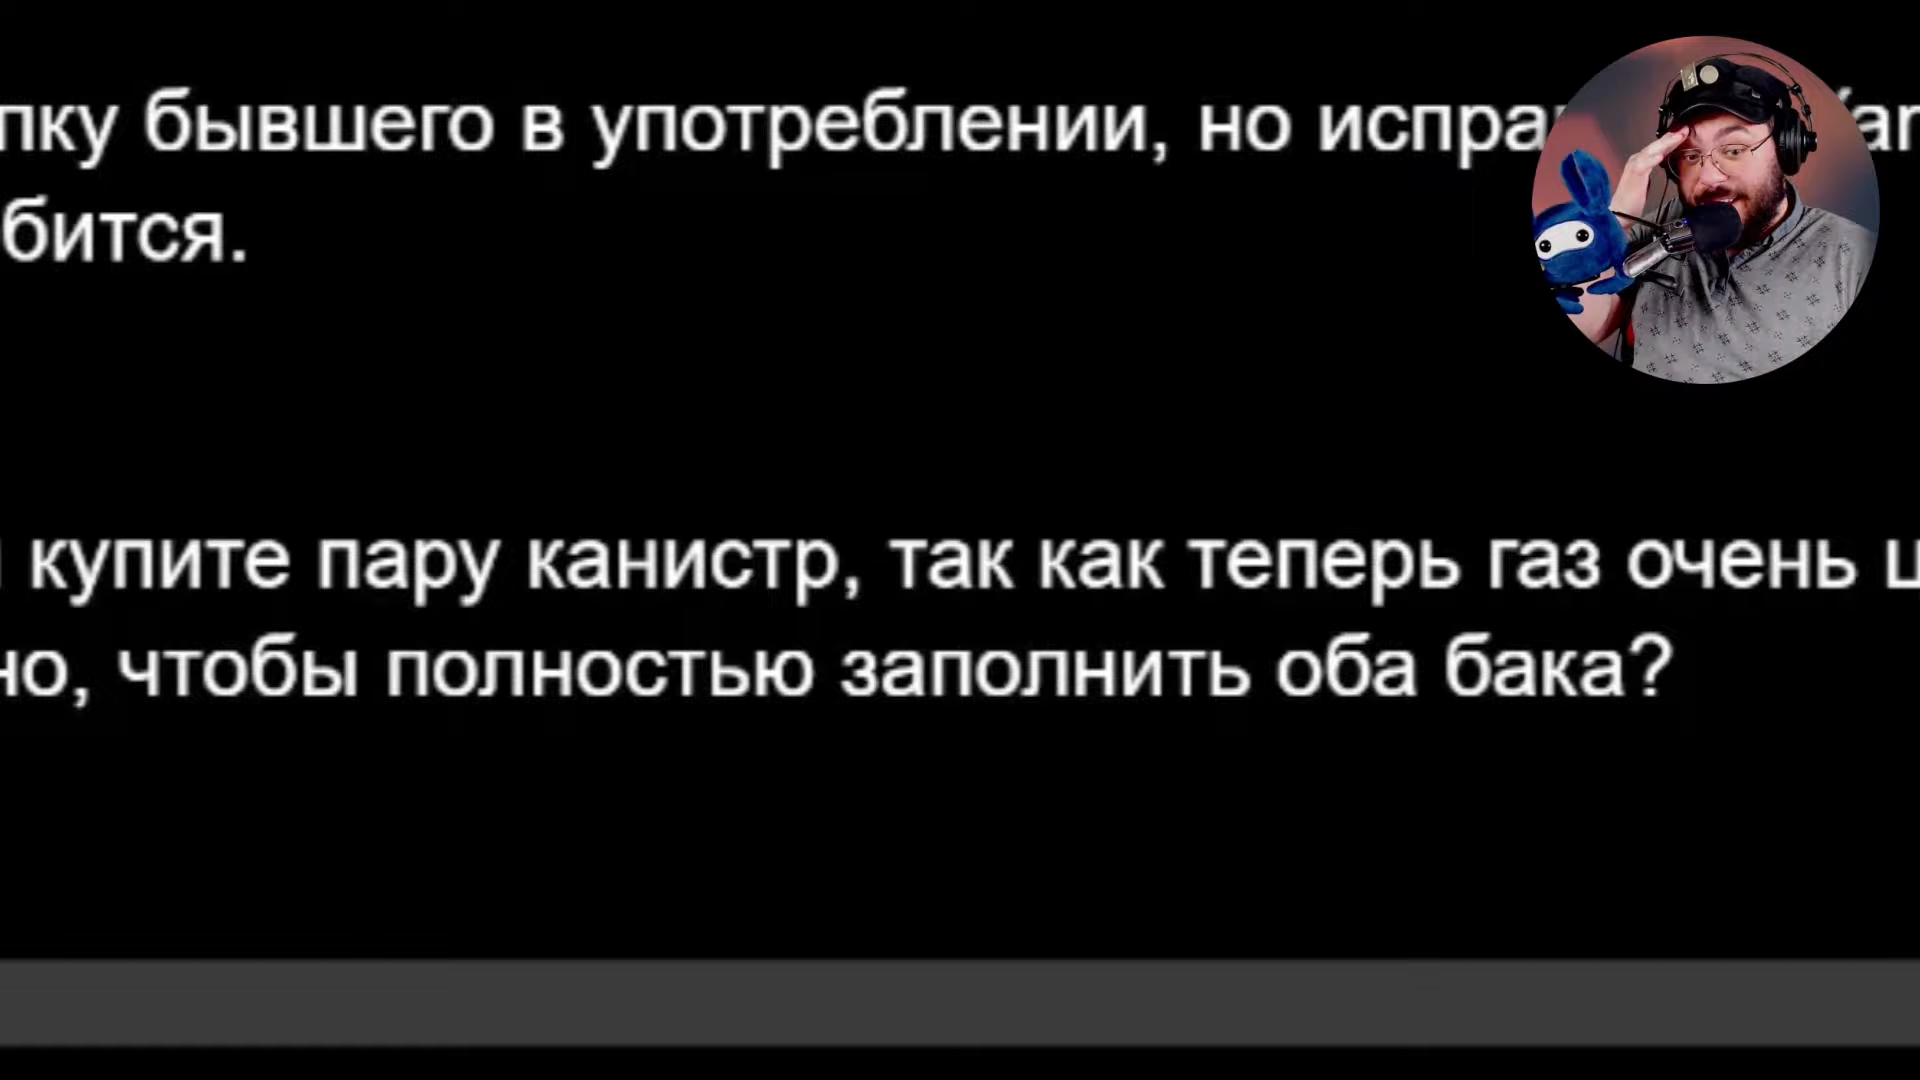 пку бывшего в употреблении, но
бится.
купите пару канистр, так как теперь газ очень
но, чтобы полностью заполнить оба бака?